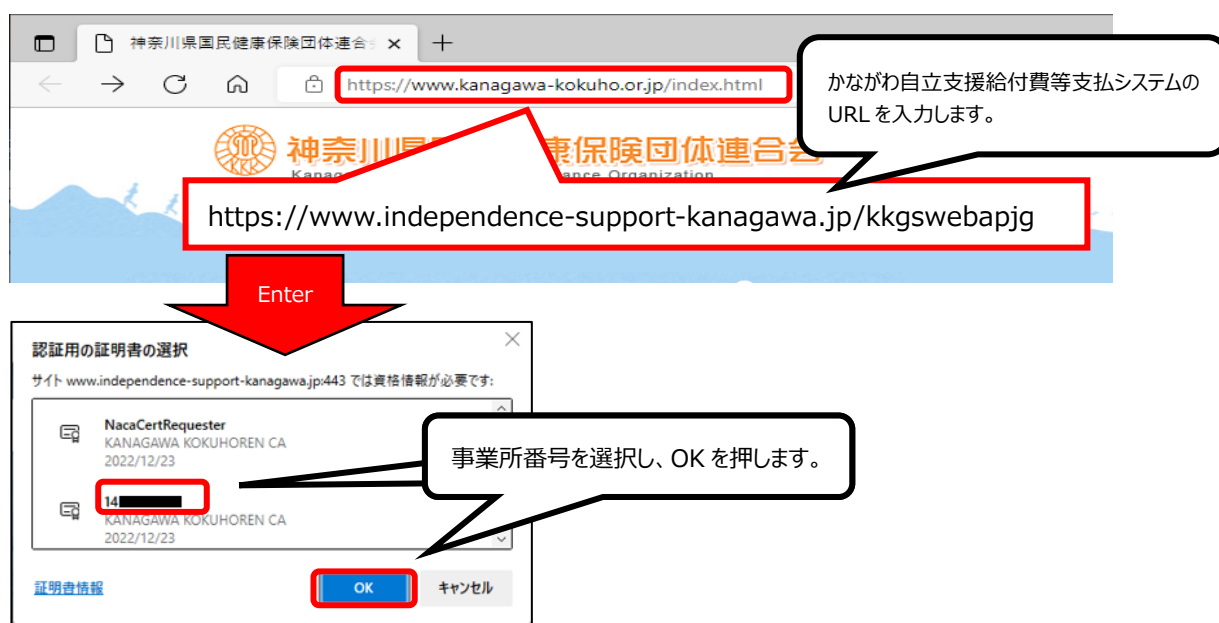 神奈川県国民健康保険団体連合
https://www.kanagawa-kokuho.or.jp/index.html
かながわ自立支援給付費等支払システムの
URL を入力します。
神奈川県 康保険団体連合会
Organization
https://www.independence-support-kanagawa.jp/kkgswebapjg
Enter
認証用の証明書の選択
サイト www.independence-support-kanagawa.jp:443 では資格情報が必要です:
NacaCertRequester
KANAGAWA KOKUHOREN CA
2022/12/23
事業所番号を選択し、OK を押します。
14
KANAGAWA KOKUHOREN CA
2022/12/23
証明書情報
OK
キャンセル